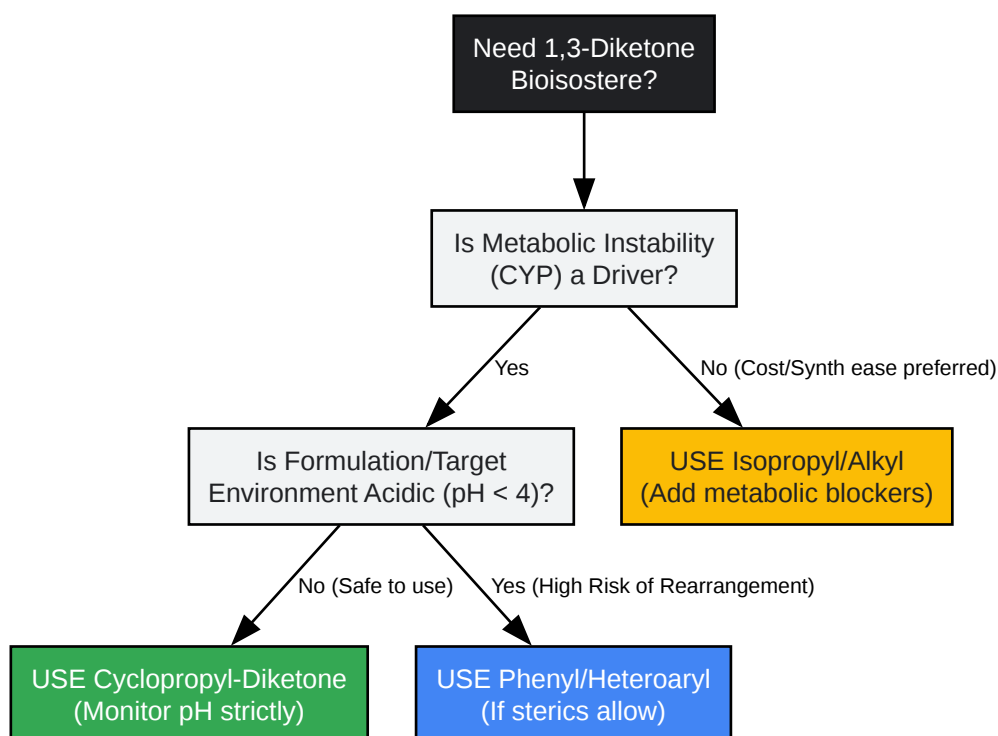 Need 1,3-Diketone
Bioisostere?
Is Metabolic Instability
(CYP) a Driver?
Yes
No (Cost/Synth ease preferred)
Is Formulation/Target
Environment Acidic (pH < 4)?
USE Isopropyl/Alkyl
(Add metabolic blockers)
No (Safe to use)
Yes (High Risk of Rearrangement)
USE Cyclopropyl-Diketone
(Monitor pH strictly)
USE Phenyl/Heteroaryl
(If sterics allow)